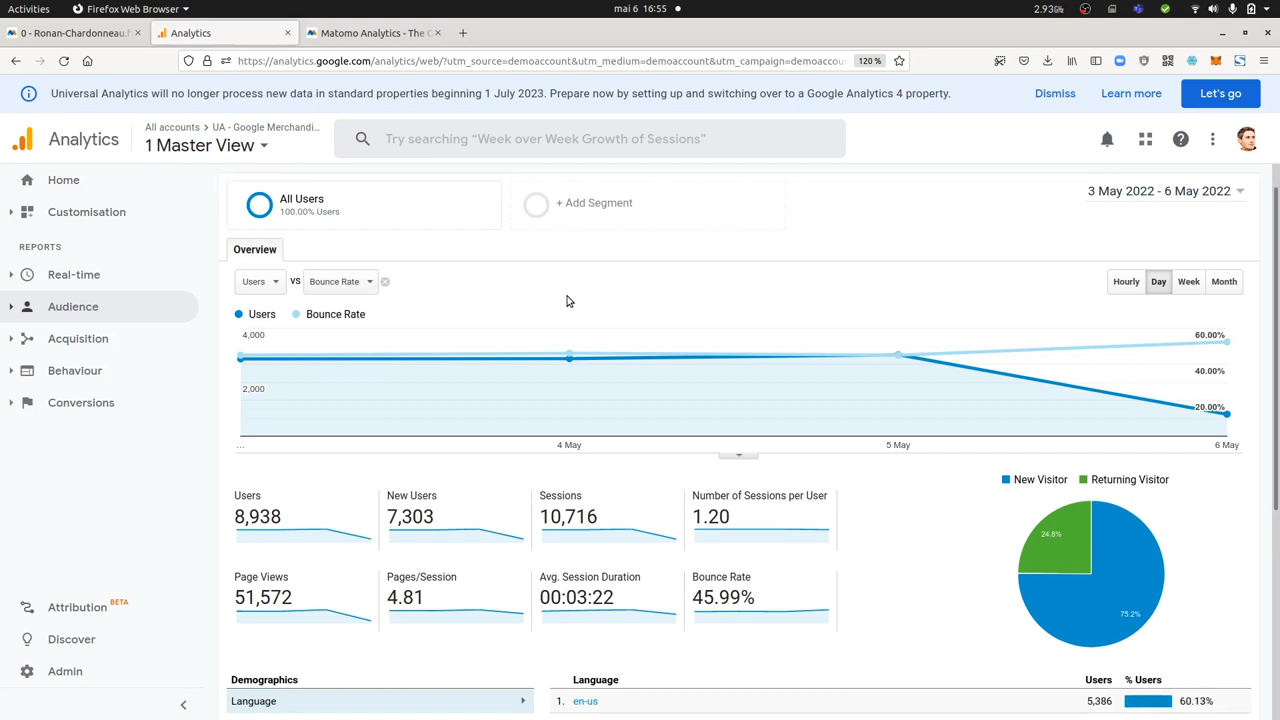 Activities
Firefox Web Browser
mai 6 16:55
2.93
0 - Ronan-Chardonneau.
Analytics
Matomo Analytics - The
https://analytics.google.com/analytics/web/?utm_source=demoaccount&utm_medium=demoaccount&utm_campaign=demoaccou
120 %
Universal Analytics will no longer process new data in standard properties beginning 1 July 2023. Prepare now by setting up and switching over to a Google Analytics 4 property.
Dismiss
Learn more
Let's go
Analytics
All accounts > UA - Google Merchandi...
1 Master View
Try searching “Week over Week Growth of Sessions”
Home
Customisation
REPORTS
Real-time
Audience
Acquisition
Behaviour
Conversions
Attribution BETA
Discover
Admin
All Users
100.00% Users
+ Add Segment
3 May 2022 - 6 May 2022
Overview
Users vs Bounce Rate
Hourly Day Week Month
Users Bounce Rate
4,000
2,000
60.00%
40.00%
20.00%
... 4 May 5 May 6 May
Users
8,938
New Users
7,303
Sessions
10,716
Number of Sessions per User
1.20
Page Views
51,572
Pages/Session
4.81
Avg. Session Duration
00:03:22
Bounce Rate
45.99%
New Visitor Returning Visitor
24.8%
75.2%
Demographics
Language
Language Users % Users
1. en-us 5,386 60.13%